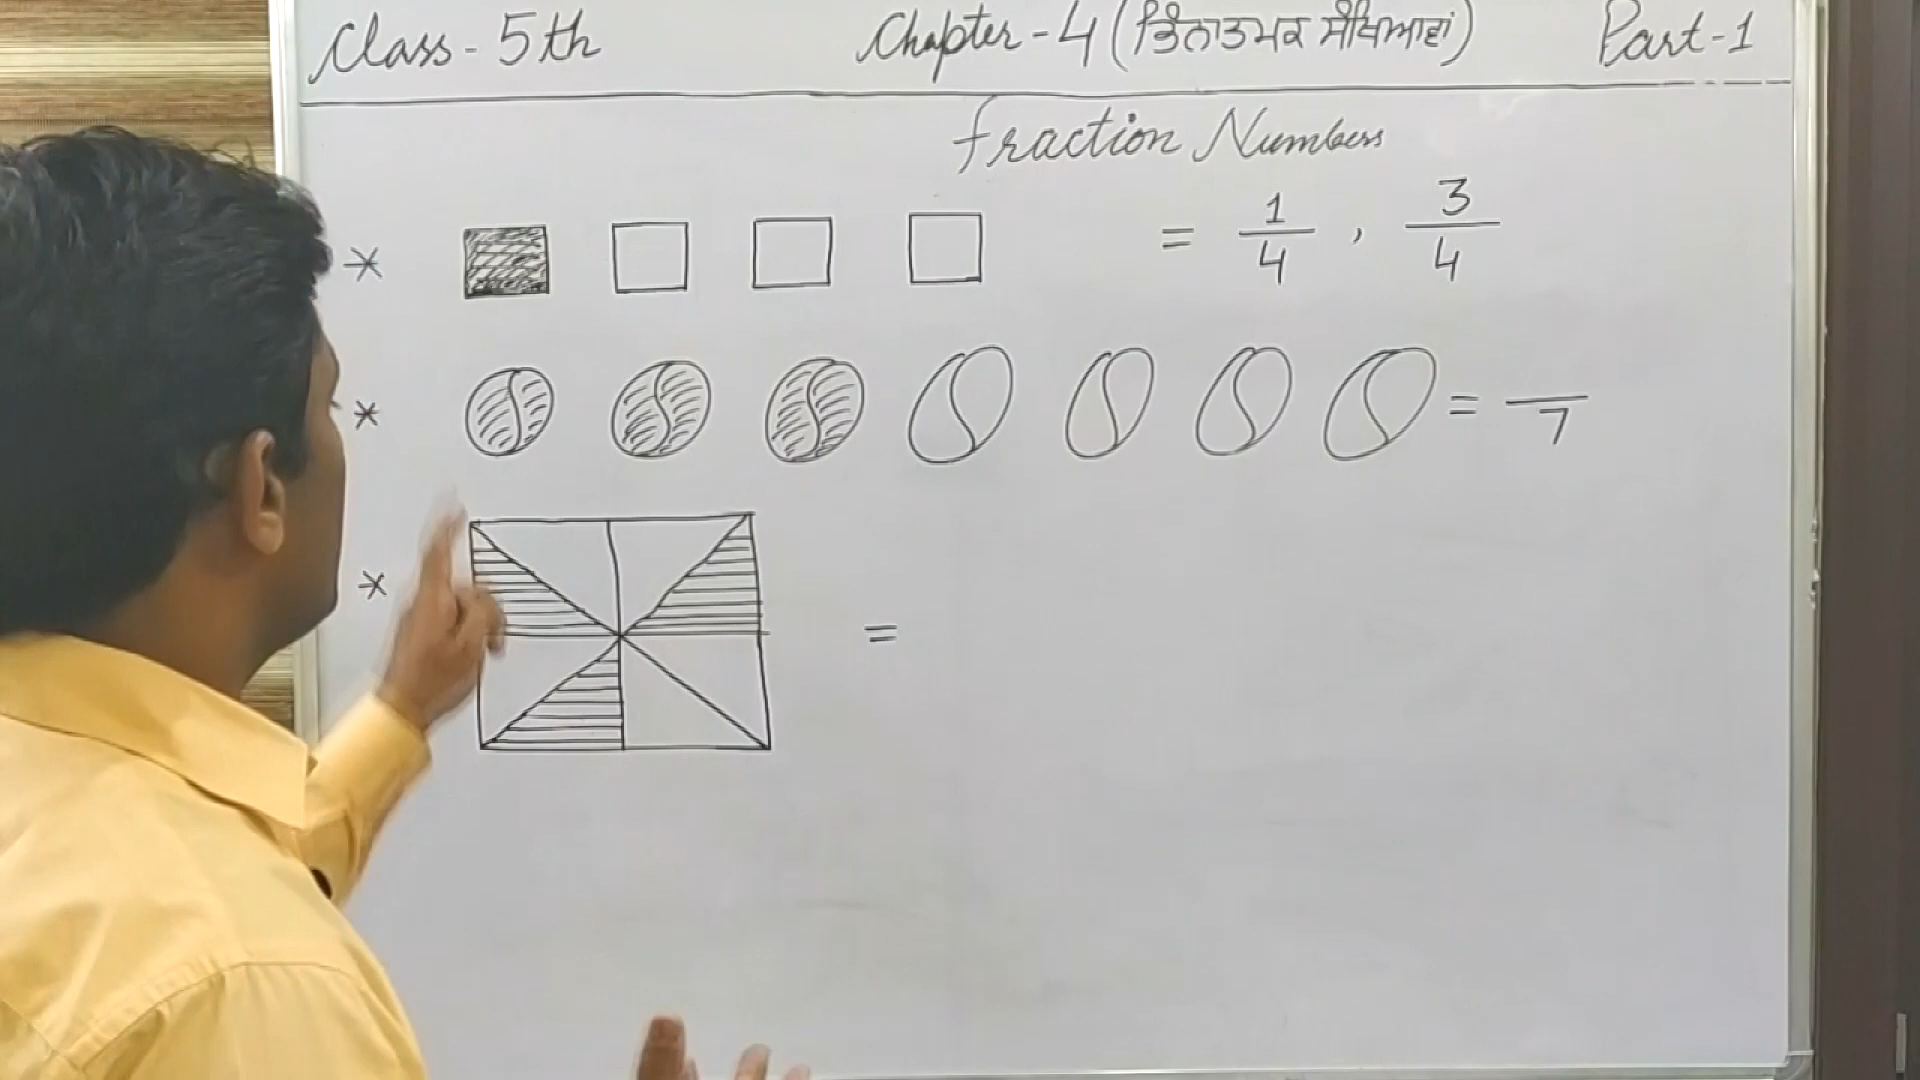 Class - 5th Chapter - 4 (ਭਿੰਨਾਤਮਕ ਸੰਖਿਆਵਾਂ) Part - 1
Fraction Numbers
* = 1/4 , 3/4
* = /7
* =